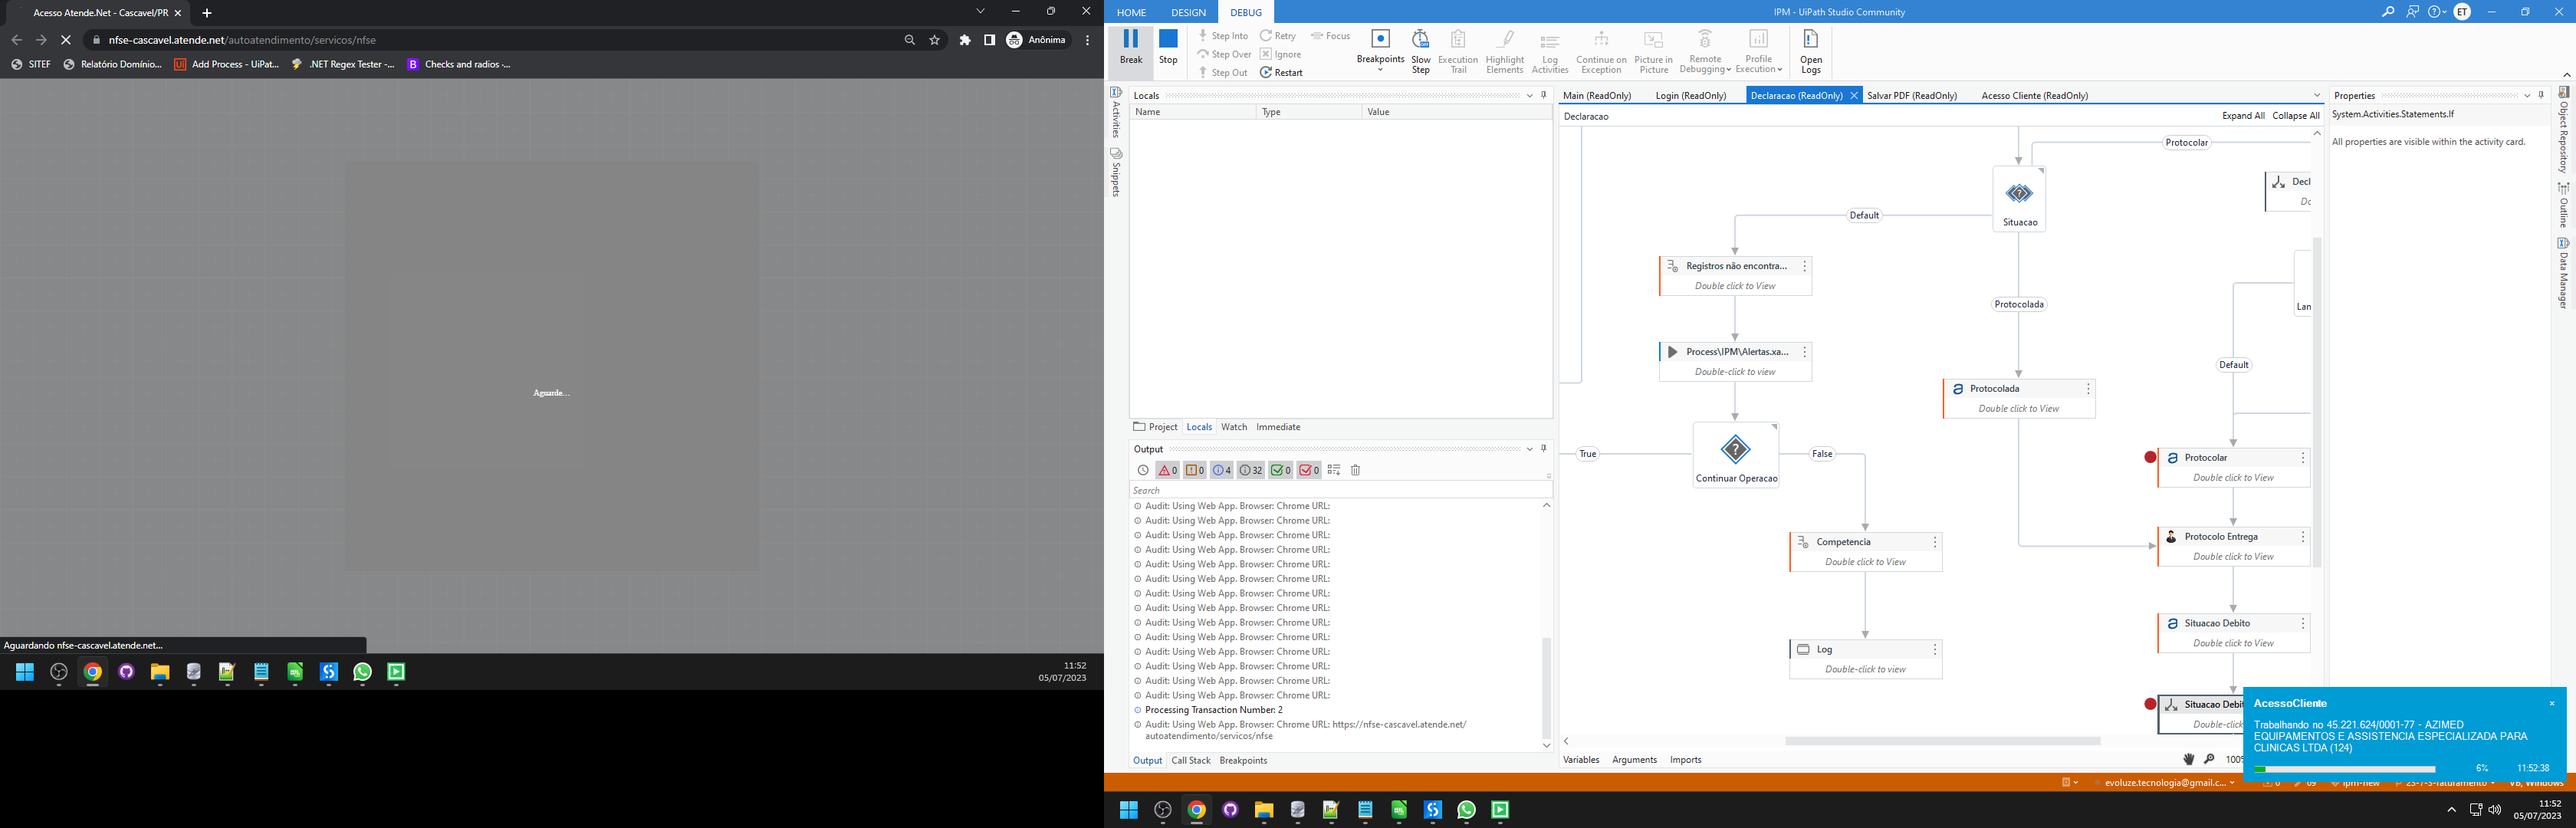 Acesso Atende.Net - Cascavel/PR
nfse-cascavel.atende.net/autoatendimento/servicos/nfse
Anônima
SITEF
Relatório Domínio...
Add Process - UiPat...
.NET Regex Tester -...
Checks and radios ·...
Aguarde...
Aguardando nfse-cascavel.atende.net...
11:52
05/07/2023
HOME
DESIGN
DEBUG
IPM - UiPath Studio Community
ET
Break
Stop
Step Into
Step Over
Step Out
Retry
Ignore
Restart
Focus
Breakpoints
Slow Step
Execution Trail
Highlight Elements
Log Activities
Continue on Exception
Picture in Picture
Remote Debugging
Profile Execution
Open Logs
Activities
Snippets
Locals
Name Type Value
Project Locals Watch Immediate
Output
0 0 4 32 0 0
Search
Audit: Using Web App. Browser: Chrome URL:
Audit: Using Web App. Browser: Chrome URL:
Audit: Using Web App. Browser: Chrome URL:
Audit: Using Web App. Browser: Chrome URL:
Audit: Using Web App. Browser: Chrome URL:
Audit: Using Web App. Browser: Chrome URL:
Audit: Using Web App. Browser: Chrome URL:
Audit: Using Web App. Browser: Chrome URL:
Audit: Using Web App. Browser: Chrome URL:
Audit: Using Web App. Browser: Chrome URL:
Audit: Using Web App. Browser: Chrome URL:
Audit: Using Web App. Browser: Chrome URL:
Audit: Using Web App. Browser: Chrome URL:
Audit: Using Web App. Browser: Chrome URL:
Processing Transaction Number: 2
Audit: Using Web App. Browser: Chrome URL: https://nfse-cascavel.atende.net/
autoatendimento/servicos/nfse
Output Call Stack Breakpoints
Main (ReadOnly)
Login (ReadOnly)
Declaracao (ReadOnly)
Salvar PDF (ReadOnly)
Acesso Cliente (ReadOnly)
Declaracao
Expand All Collapse All
Protocolar
Situacao
Default
Decl
Registros não encontra...
Double click to View
Protocolada
Lan
Process\IPM\Alertas.xa...
Double-click to view
Default
Protocolada
Double click to View
True
Continuar Operacao
False
Protocolar
Double click to View
Competencia
Double click to View
Protocolo Entrega
Double click to View
Situacao Debito
Double click to View
Log
Double-click to view
Situacao Debit
Double-click
Variables Arguments Imports
100%
Properties
System.Activities.Statements.If
All properties are visible within the activity card.
Object Repository
Outline
Data Manager
AcessoCliente
Trabalhando no 45.221.624/0001-77 - AZIMED
EQUIPAMENTOS E ASSISTENCIA ESPECIALIZADA PARA
CLINICAS LTDA (124)
6% 11:52:38
evoluze.tecnologia@gmail.c...
11:52
05/07/2023